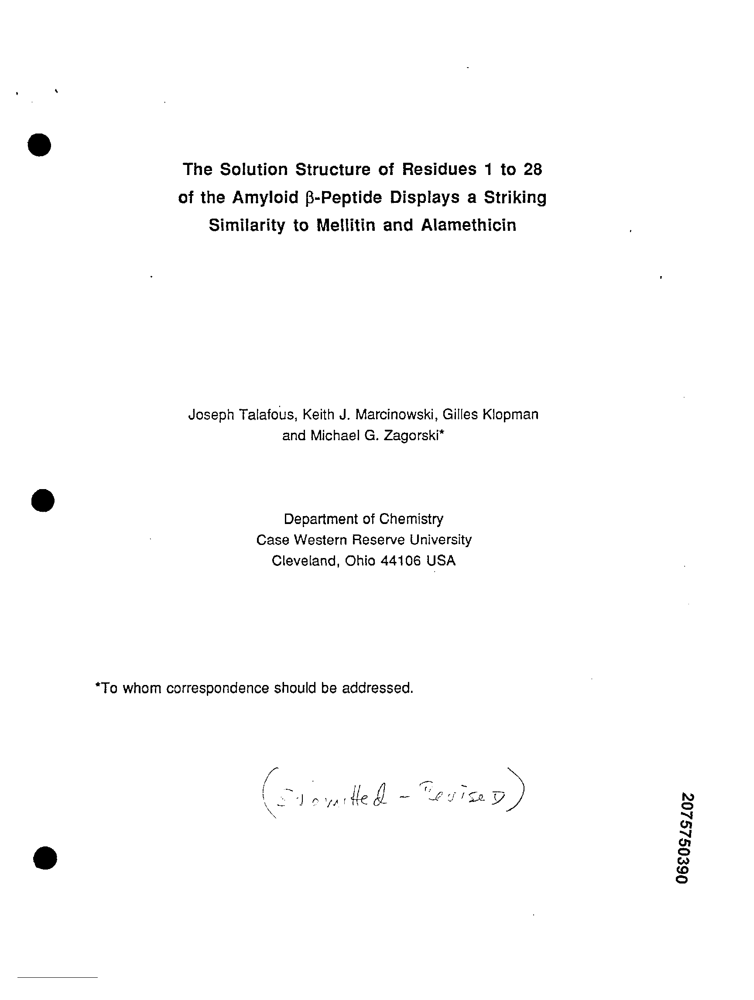 The Solution Structure of Residues 1 to 28
of the Amyloid β-Peptide Displays a Striking
Similarity to Mellitin and Alamethicin
Joseph Talafous, Keith J. Marcinowski, Gilles Klopman
and Michael G. Zagorski*
Department of Chemistry
Case Western Reserve University
Cleveland, Ohio 44106 USA
*To whom correspondence should be addressed.
(Submitted - Revised)
2075750390